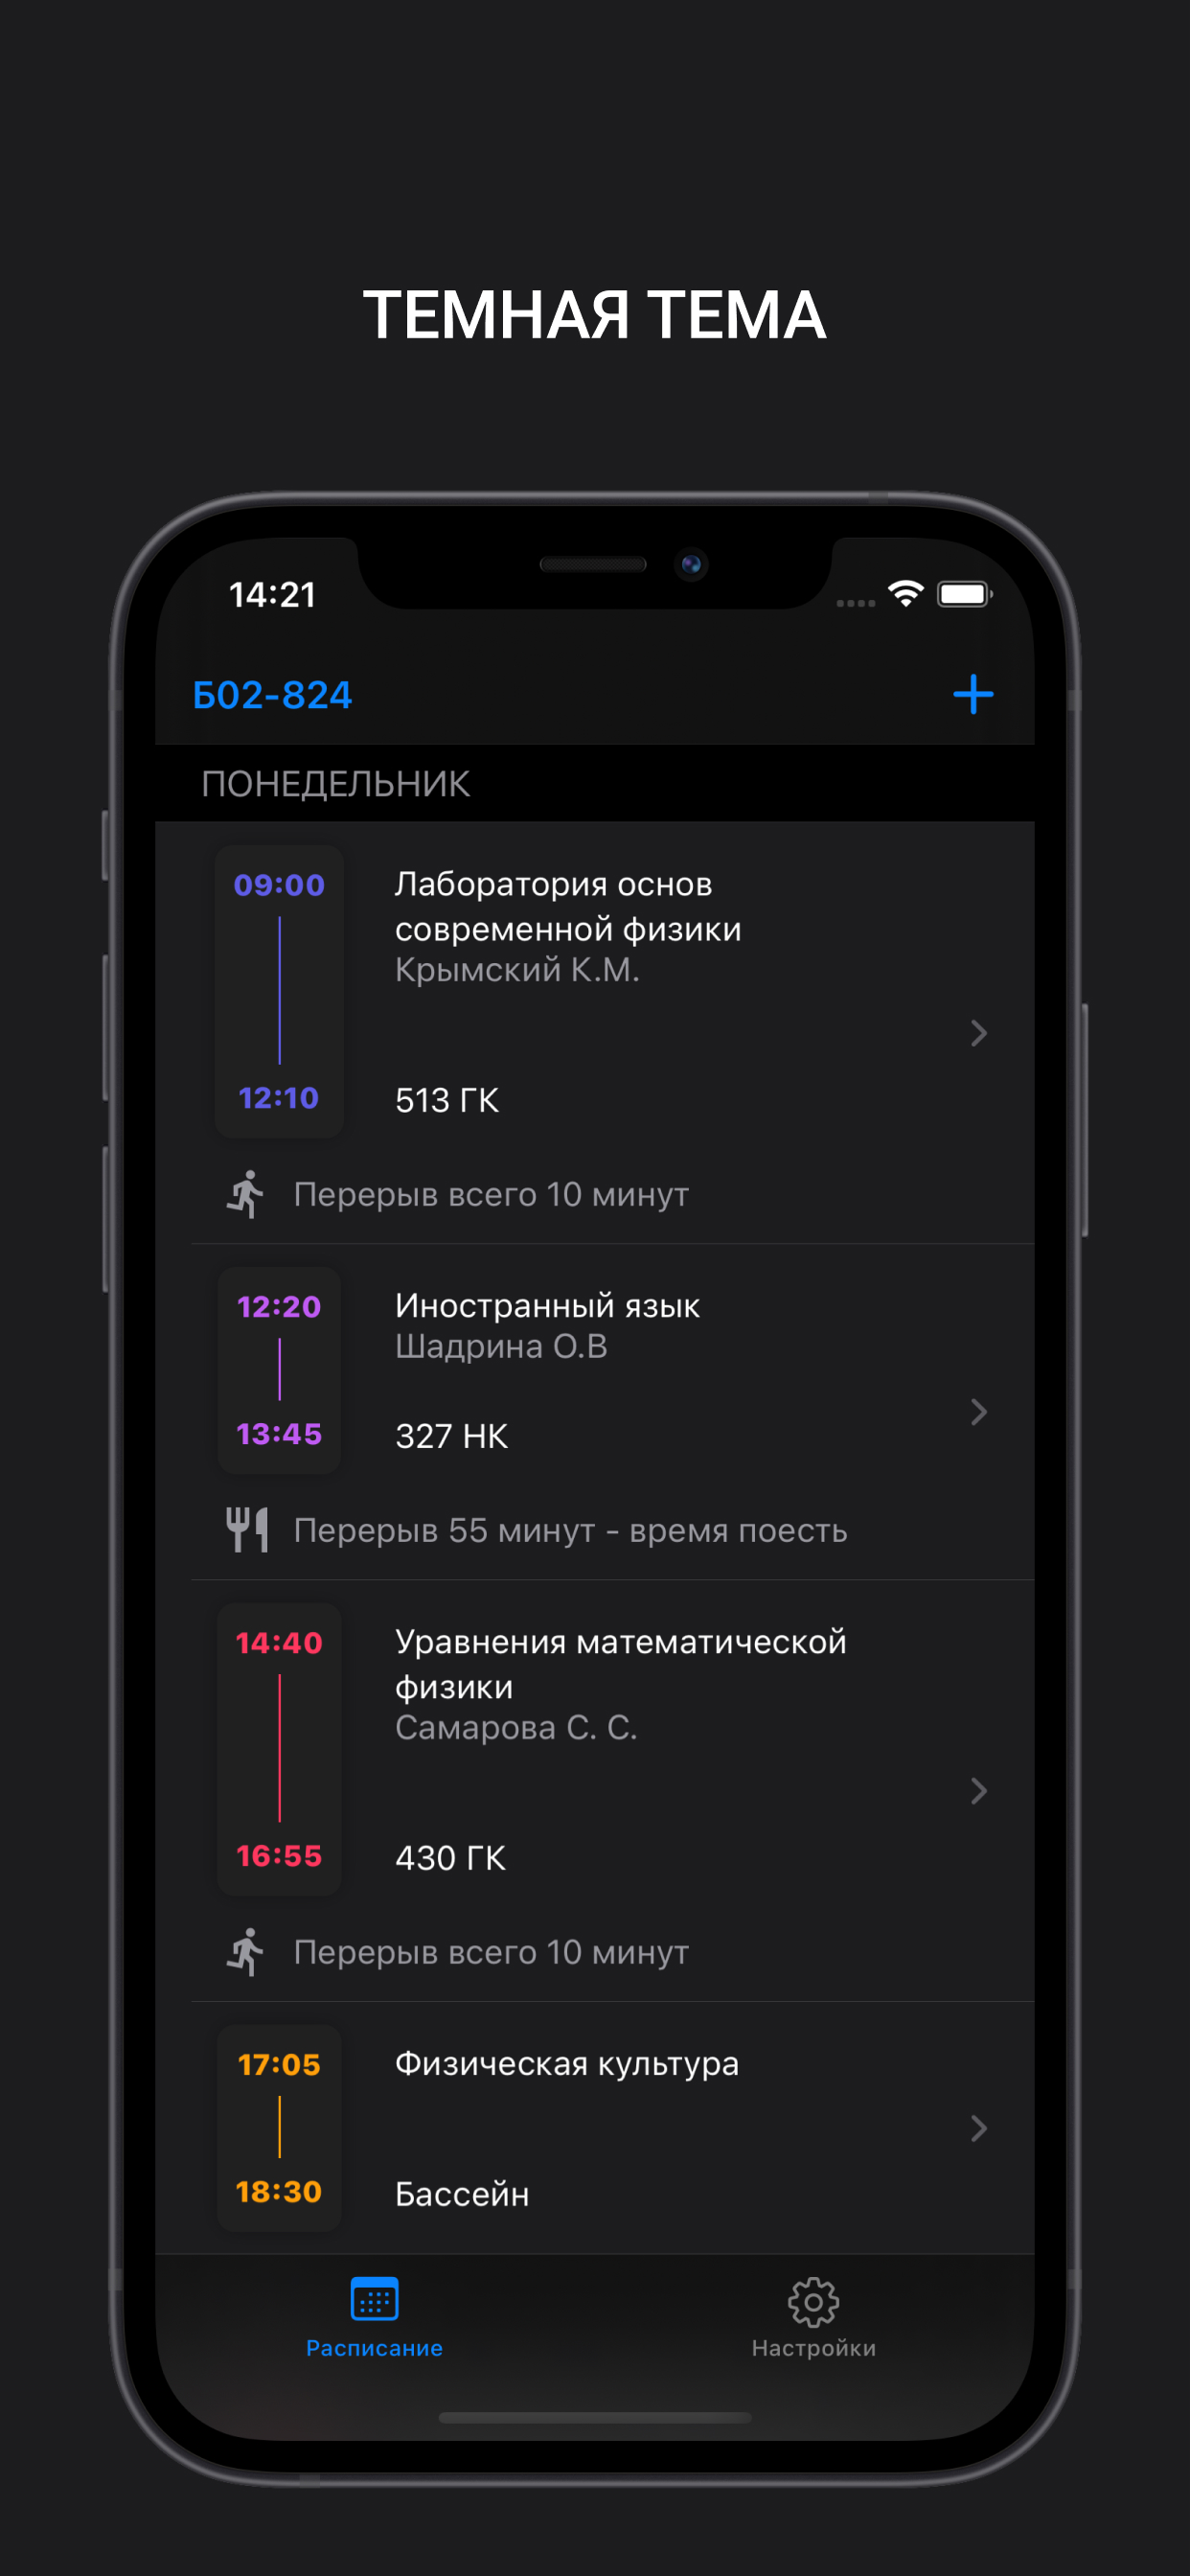 ТЕМНАЯ ТЕМА
14:21
Б02-824
ПОНЕДЕЛЬНИК
09:00
Лаборатория основ
современной физики
Крымский К.М.
12:10
513 ГК
Перерыв всего 10 минут
12:20
Иностранный язык
Шадрина О.В
13:45
327 НК
Перерыв 55 минут - время поесть
14:40
Уравнения математической
физики
Самарова С. С.
16:55
430 ГК
Перерыв всего 10 минут
17:05
Физическая культура
18:30
Бассейн
Расписание
Настройки